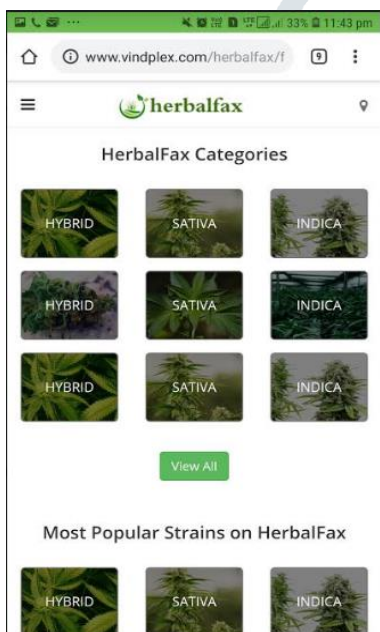 33% 11:43 pm
www.vindplex.com/herbalfax/f 9
herbalfax
HerbalFax Categories
HYBRID SATIVA INDICA
HYBRID SATIVA INDICA
HYBRID SATIVA INDICA
View All
Most Popular Strains on HerbalFax
HYBRID SATIVA INDICA